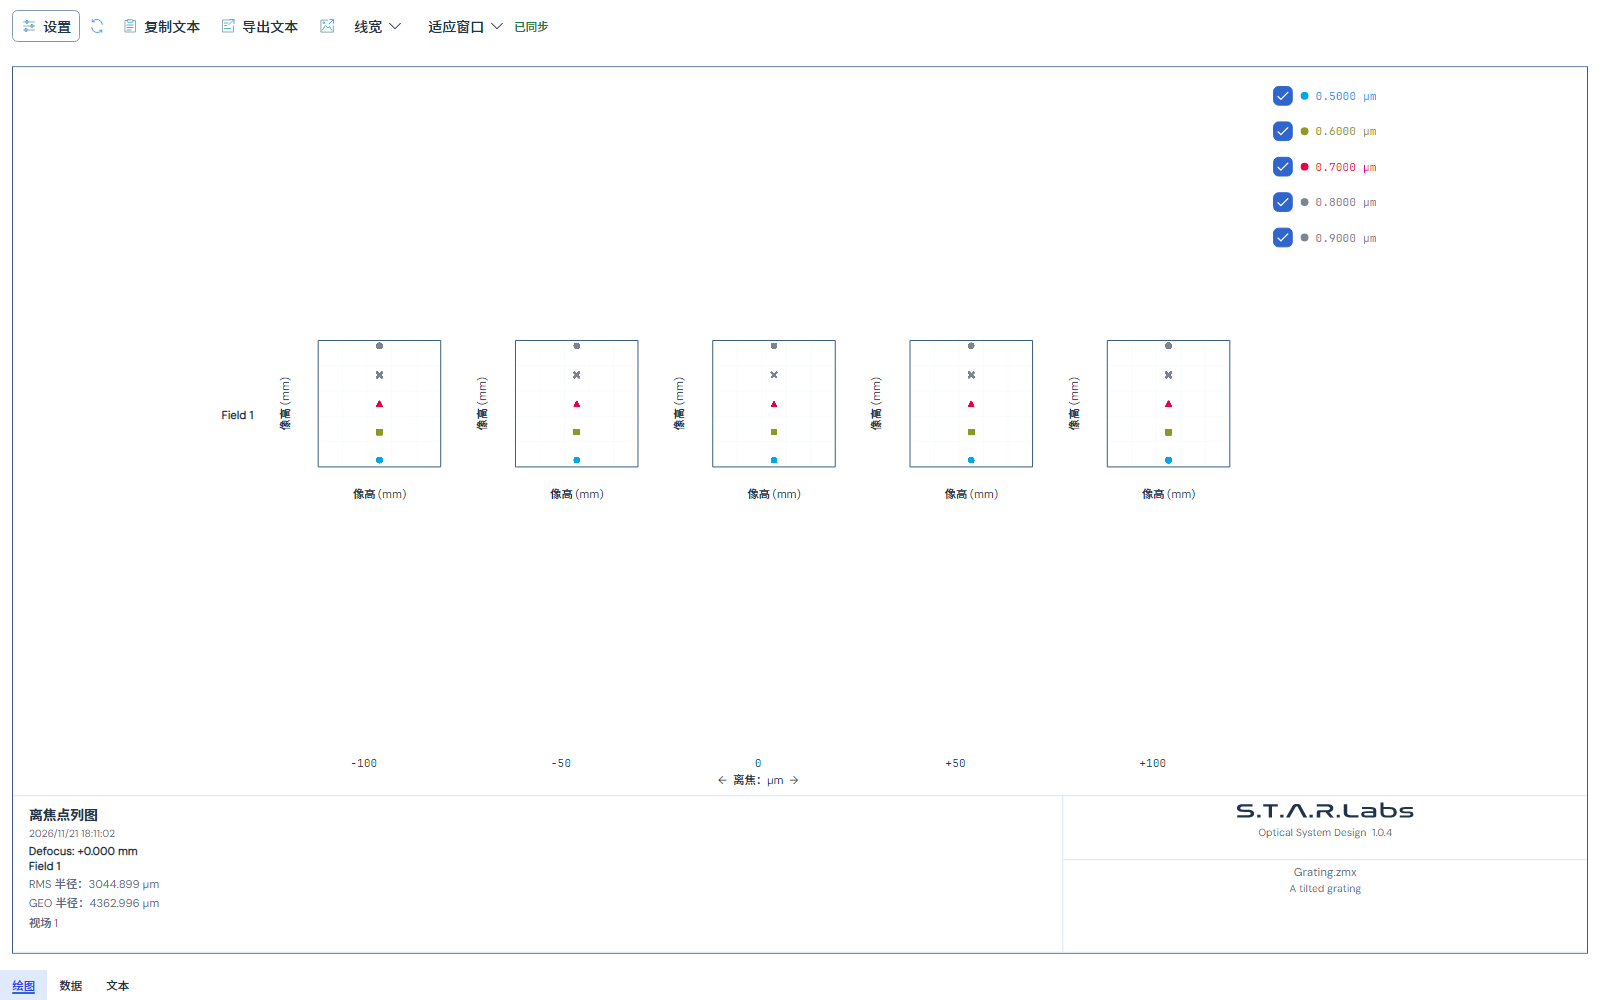 设置 复制文本 导出文本 线宽 适应窗口 已同步
0.5000 µm
0.6000 µm
0.7000 µm
0.8000 µm
0.9000 µm
Field 1
像高 (mm) 像高 (mm) 像高 (mm) 像高 (mm) 像高 (mm)
像高 (mm) 像高 (mm) 像高 (mm) 像高 (mm) 像高 (mm)
-100 -50 0 +50 +100
← 离焦: µm →
离焦点列图
2026/11/21 18:11:02
Defocus: +0.000 mm
Field 1
RMS 半径: 3044.899 µm
GEO 半径: 4362.996 µm
视场 1
S.T.A.R.Labs
Optical System Design 1.0.4
Grating.zmx
A tilted grating
绘图 数据 文本